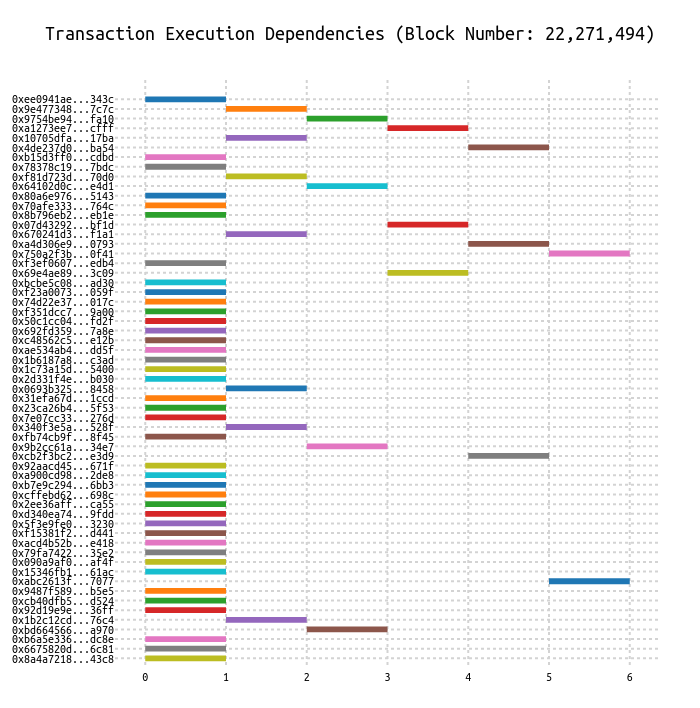 Transaction Execution Dependencies (Block Number: 22,271,494)
0xee0941ae...343c
0x9e477348...7c7c
0x9754be94...fa10
0xa1273ee7...cfff
0x10705dfa...17ba
0x4de237d0...ba54
0xb15d3ff0...cdbd
0x78378c19...7bdc
0xf81d723d...70d0
0x64102d0c...e4d1
0x80a6e976...5143
0x70afe333...764c
0x8b796eb2...eb1e
0x07d43292...bf1d
0x670241d3...f1a1
0xa4d306e9...0793
0x750a2f3b...0f41
0xf3ef0607...edb4
0x69e4ae89...3c09
0xbcbe5c08...ad30
0xf23a0073...059f
0x74d22e37...017c
0xf351dcc7...9a00
0x50c1cc04...fd2f
0x692fd359...7a8e
0xc48562c5...e12b
0xae534ab4...dd5f
0x1b6187a8...c3ad
0x1c73a15d...5400
0x2d331f4e...b030
0x0693b325...8458
0x31efa67d...1ccd
0x23ca26b4...5f53
0x7e07cc33...276d
0x340f3e5a...528f
0xfb74cb9f...8f45
0x9b2cc61a...34e7
0xcb2f3bc2...e3d9
0x92aacd45...671f
0xa900cd98...2de8
0xb7e9c294...6bb3
0xcffebd62...698c
0x2ee36aff...ca55
0xd340ea74...9fdd
0x5f3e9fe0...3230
0xf15381f2...d441
0xacd4b52b...e418
0x79fa7422...35e2
0x090a9af0...af4f
0x15346fb1...61ac
0xabc2613f...7077
0x9487f589...b5e5
0xcb40dfb5...d524
0x92d19e9e...36ff
0x1b2c12cd...76c4
0xbd664566...a970
0xb6a5e336...dc8e
0x6675820d...6c81
0x8a4a7218...43c8
0 1 2 3 4 5 6